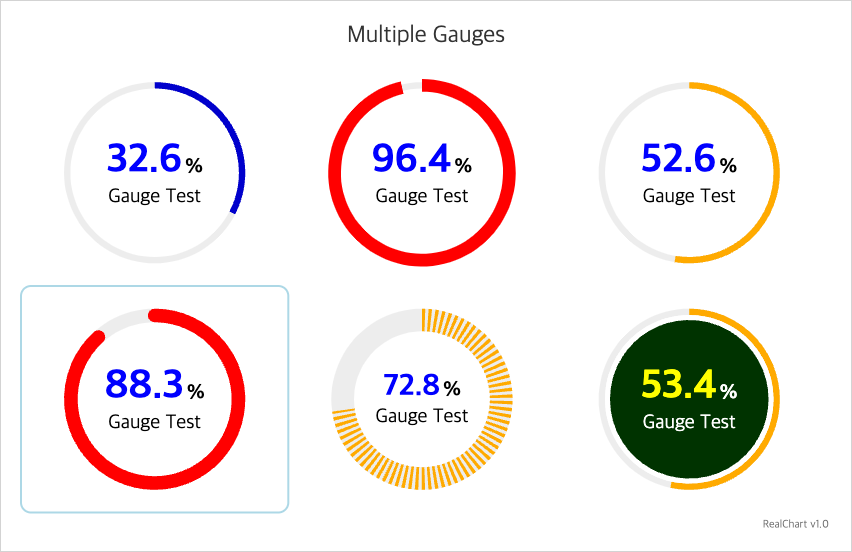 Multiple Gauges
32.6 %
Gauge Test
96.4 %
Gauge Test
52.6 %
Gauge Test
88.3 %
Gauge Test
72.8 %
Gauge Test
53.4 %
Gauge Test
RealChart v1.0